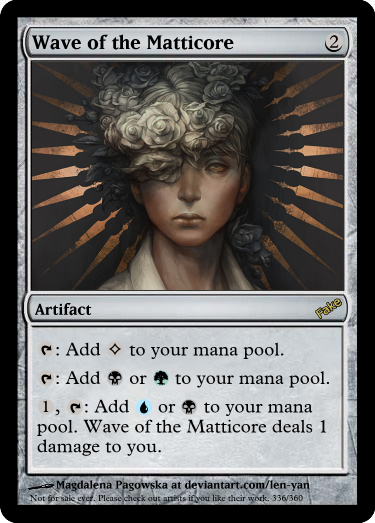 Wave of the Matticore 2
Artifact Fake
: Add to your mana pool.
: Add or to your mana pool.
1, : Add or to your mana
pool. Wave of the Matticore deals 1
damage to you.
Magdalena Pagowska at deviantart.com/len-yan
Not for sale ever. Please check out artists if you like their work. 336/360